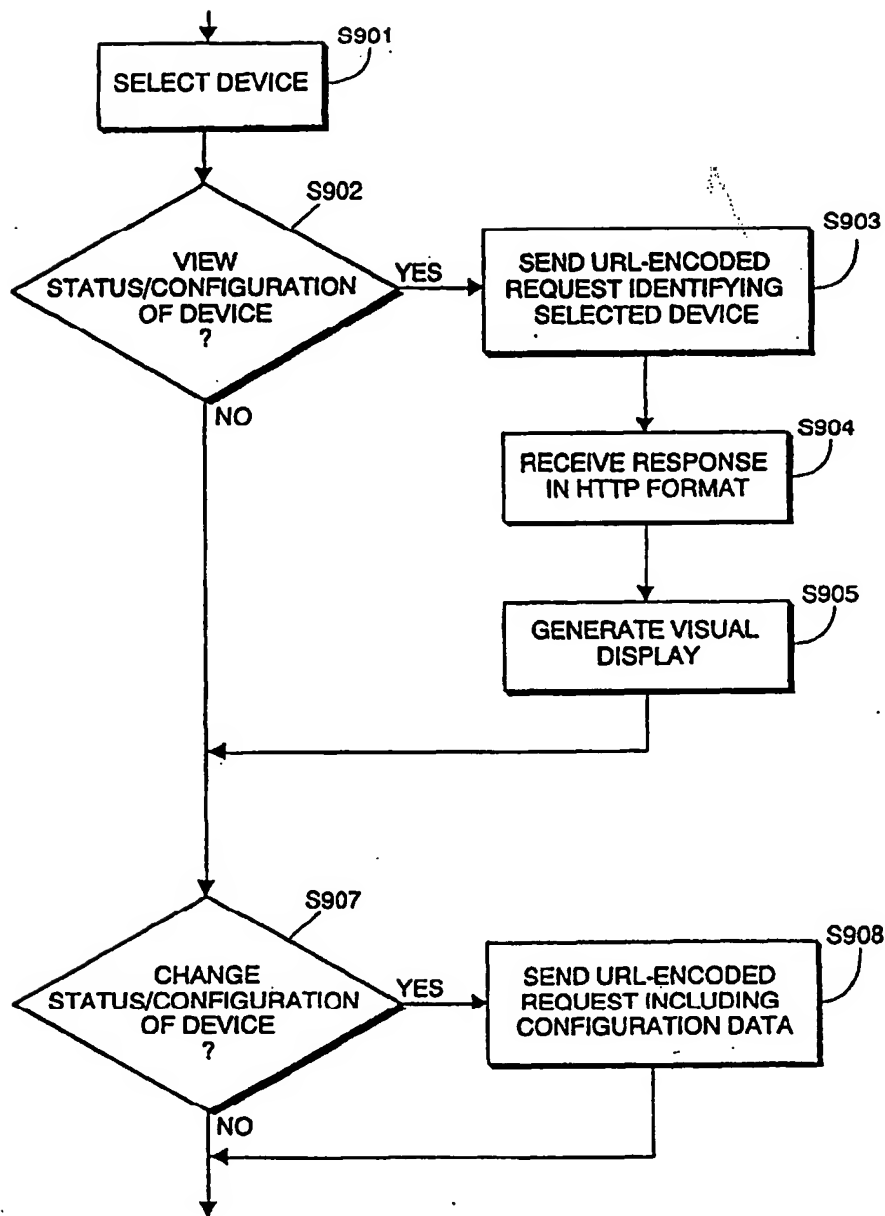 S901
SELECT DEVICE
S902
VIEW
STATUS/CONFIGURATION
OF DEVICE
?
YES
NO
S903
SEND URL-ENCODED
REQUEST IDENTIFYING
SELECTED DEVICE
S904
RECEIVE RESPONSE
IN HTTP FORMAT
S905
GENERATE VISUAL
DISPLAY
S907
CHANGE
STATUS/CONFIGURATION
OF DEVICE
?
YES
NO
S908
SEND URL-ENCODED
REQUEST INCLUDING
CONFIGURATION DATA